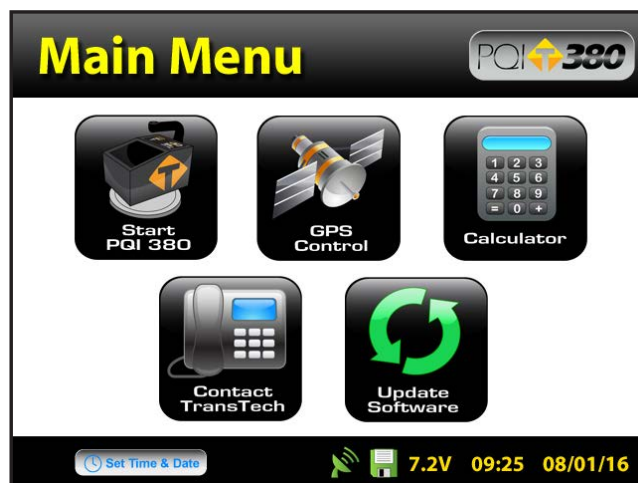 Main Menu
PQI T 380
T
Start
PQI 380
GPS
Control
1 2 3
4 5 6
7 8 9
= 0 +
Calculator
Contact
TransTech
Update
Software
Set Time & Date
7.2V 09:25 08/01/16